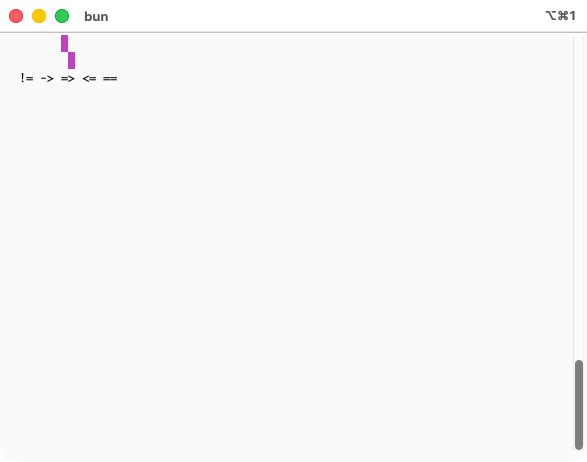 bun
⌥⌘1
!= -> => <= ==